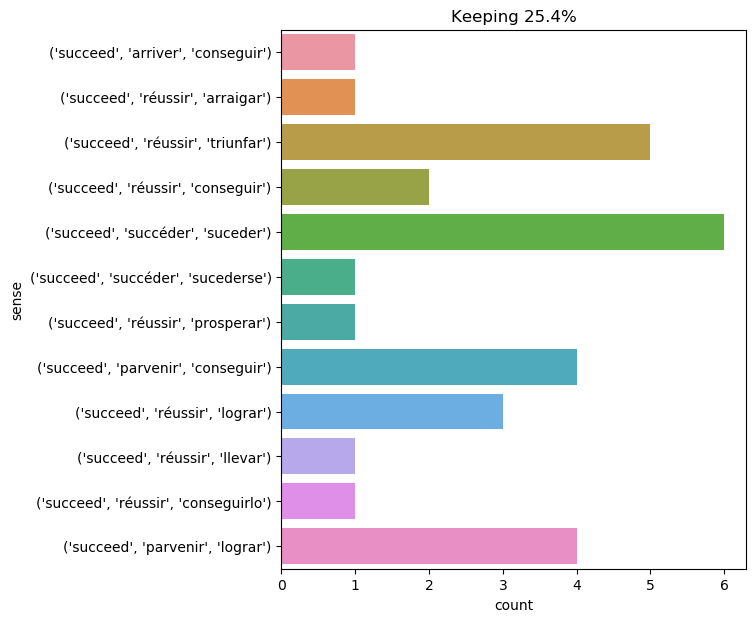 Keeping 25.4%
('succeed', 'arriver', 'conseguir')
('succeed', 'réussir', 'arraigar')
('succeed', 'réussir', 'triunfar')
('succeed', 'réussir', 'conseguir')
('succeed', 'succéder', 'suceder')
('succeed', 'succéder', 'sucederse')
('succeed', 'réussir', 'prosperar')
('succeed', 'parvenir', 'conseguir')
('succeed', 'réussir', 'lograr')
('succeed', 'réussir', 'llevar')
('succeed', 'réussir', 'conseguirlo')
('succeed', 'parvenir', 'lograr')
sense
0 1 2 3 4 5 6
count